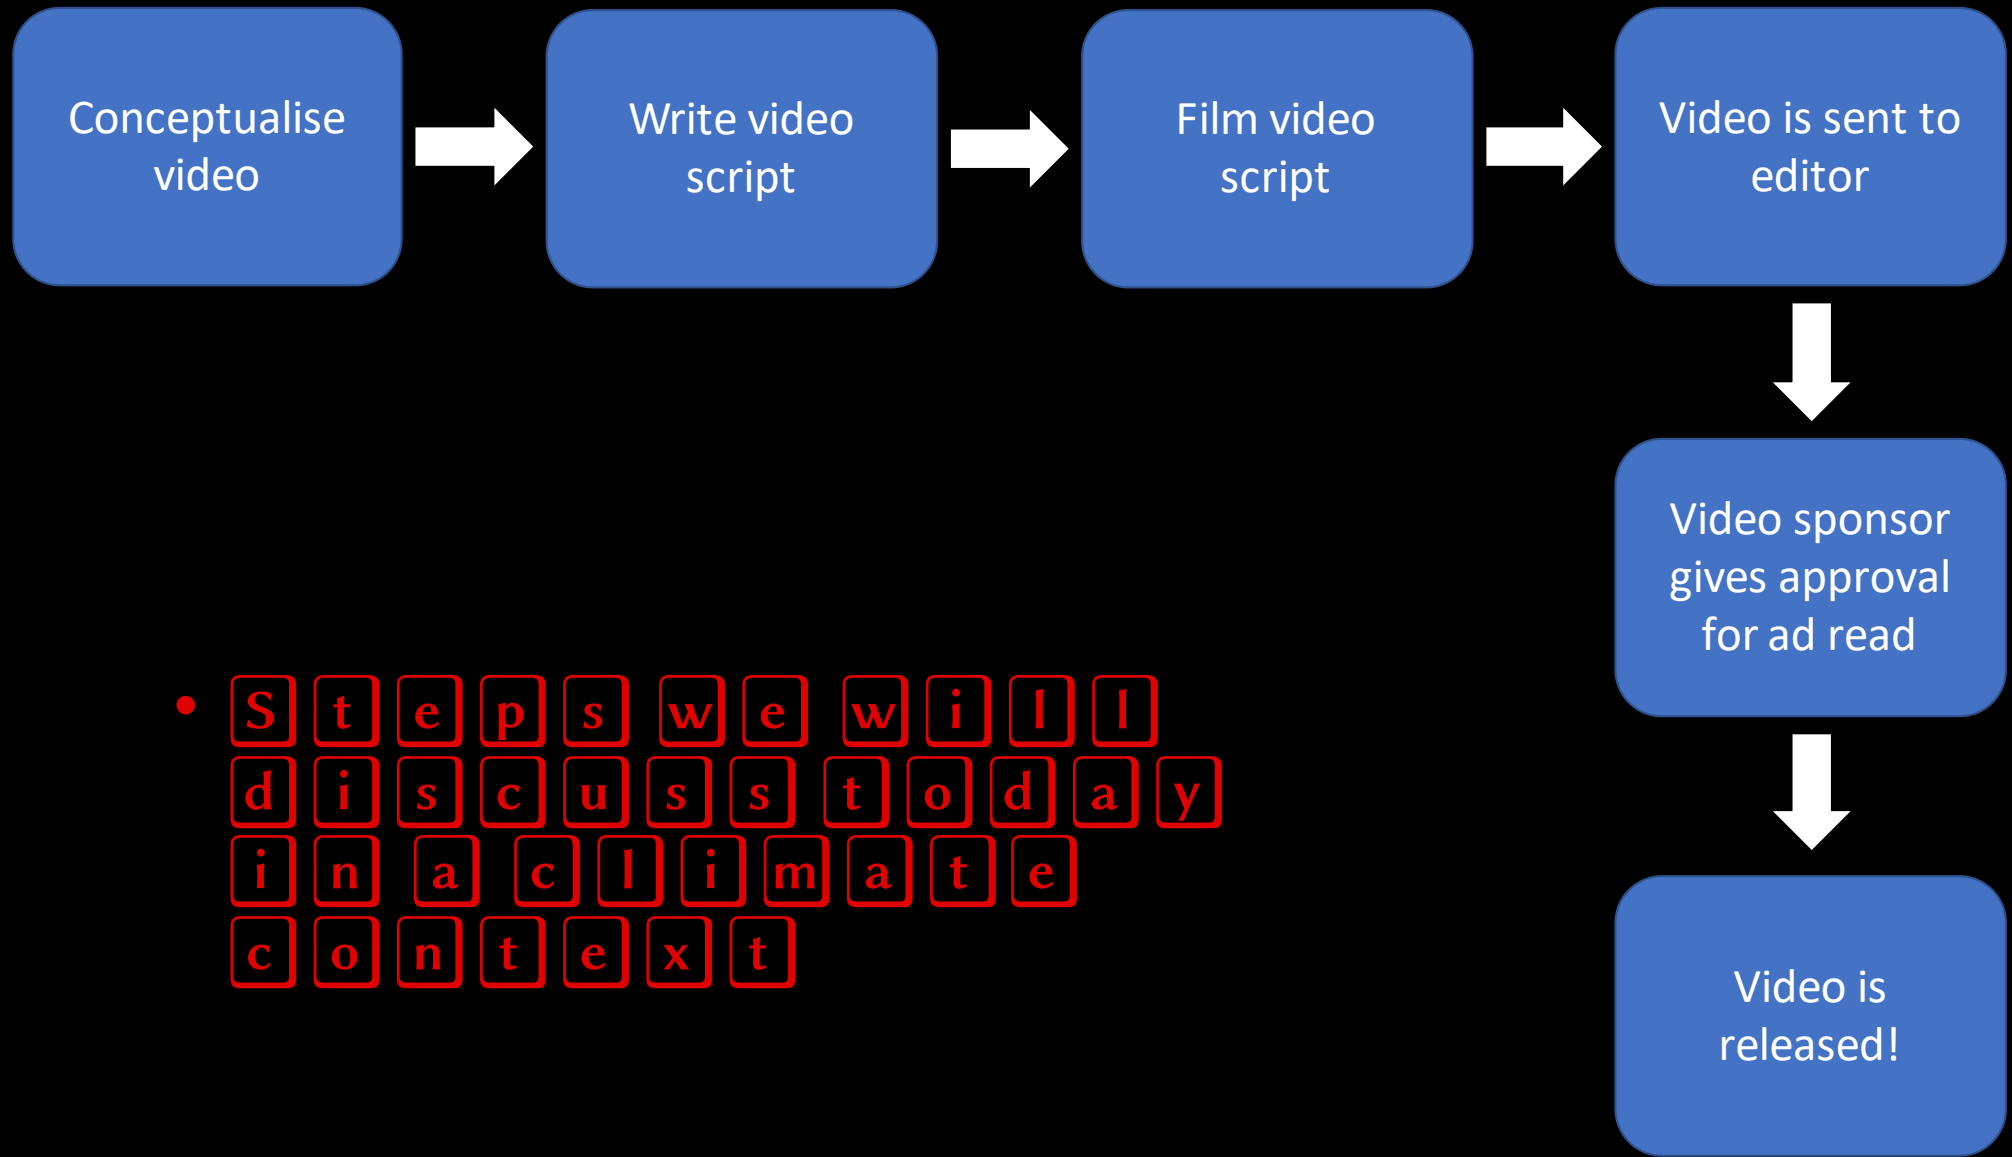 Conceptualise
video
Write video
script
Film video
script
Video is sent to
editor
Video sponsor
gives approval
for ad read
Video is
released!
• Steps we will
discuss today
in a climate
context